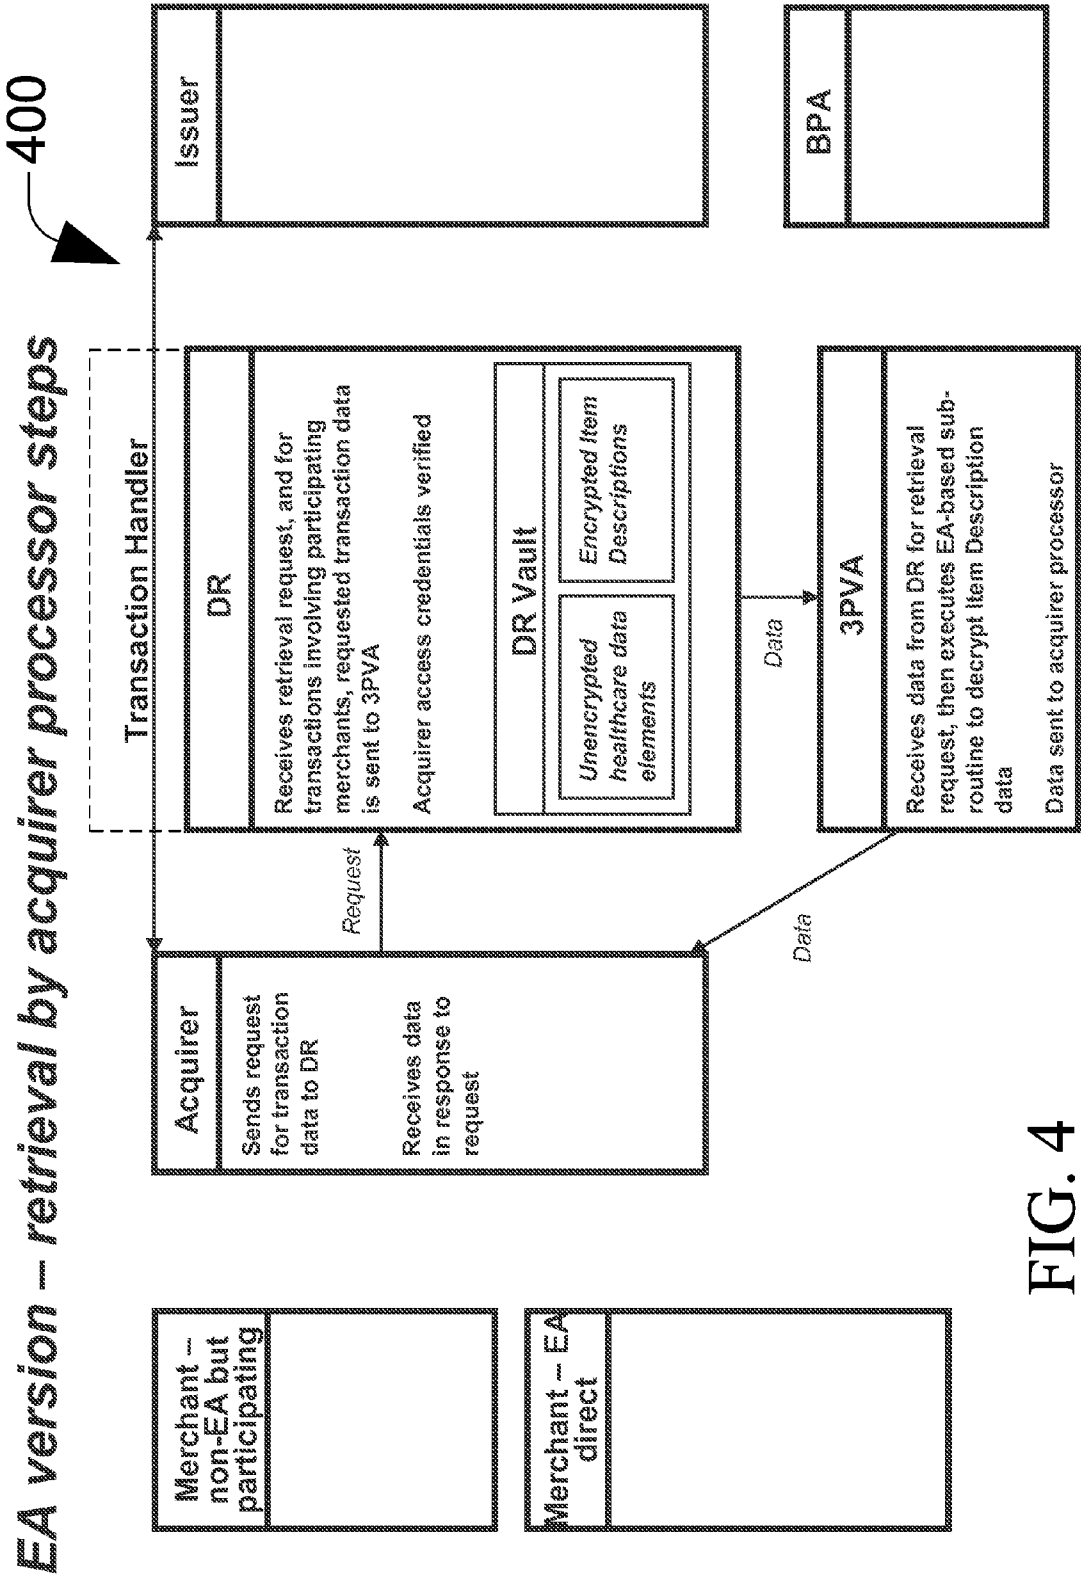 EA version – retrieval by acquirer processor steps
400
Merchant –
non-EA but
participating
Merchant – EA
direct
Acquirer
Sends request
for transaction
data to DR
Receives data
in response to
request
Request
Data
Transaction Handler
DR
Receives retrieval request, and for
transactions involving participating
merchants, requested transaction data
is sent to 3PVA
Acquirer access credentials verified
DR Vault
Unencrypted
healthcare data
elements
Encrypted Item
Descriptions
Data
3PVA
Receives data from DR for retrieval
request, then executes EA-based sub-
routine to decrypt Item Description
data
Data sent to acquirer processor
Issuer
BPA
FIG. 4